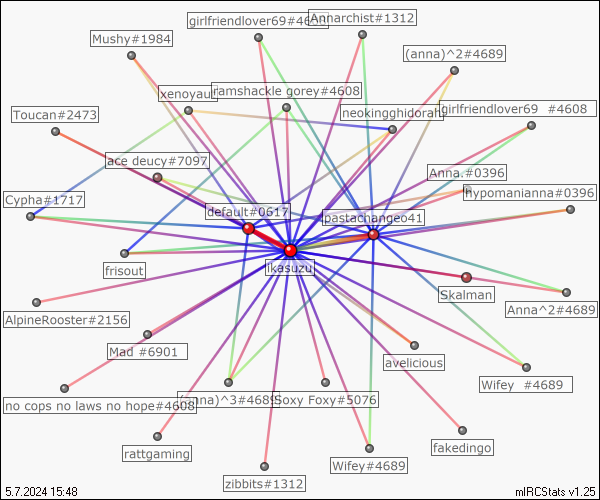 girlfriendlover69#4608
Annarchist#1312
Mushy#1984
(anna)^2#4689
xenoyaut
ramshackle gorey#4608
neokingghidorah
girlfriendlover69 #4608
Toucan#2473
ace deucy#7097
Anna.#0396
hypomanianna#0396
Cypha#1717
default#0617
pastachangeo41
ikasuzu
frisout
Skalman
Anna^2#4689
AlpineRooster#2156
Mad #6901
avelicious
Wifey #4689
no cops no laws no hope#4608
(anna)^3#4689
Soxy Foxy#5076
rattgaming
fakedingo
Wifey#4689
zibbits#1312
5.7.2024 15:48
mIRCStats v1.25